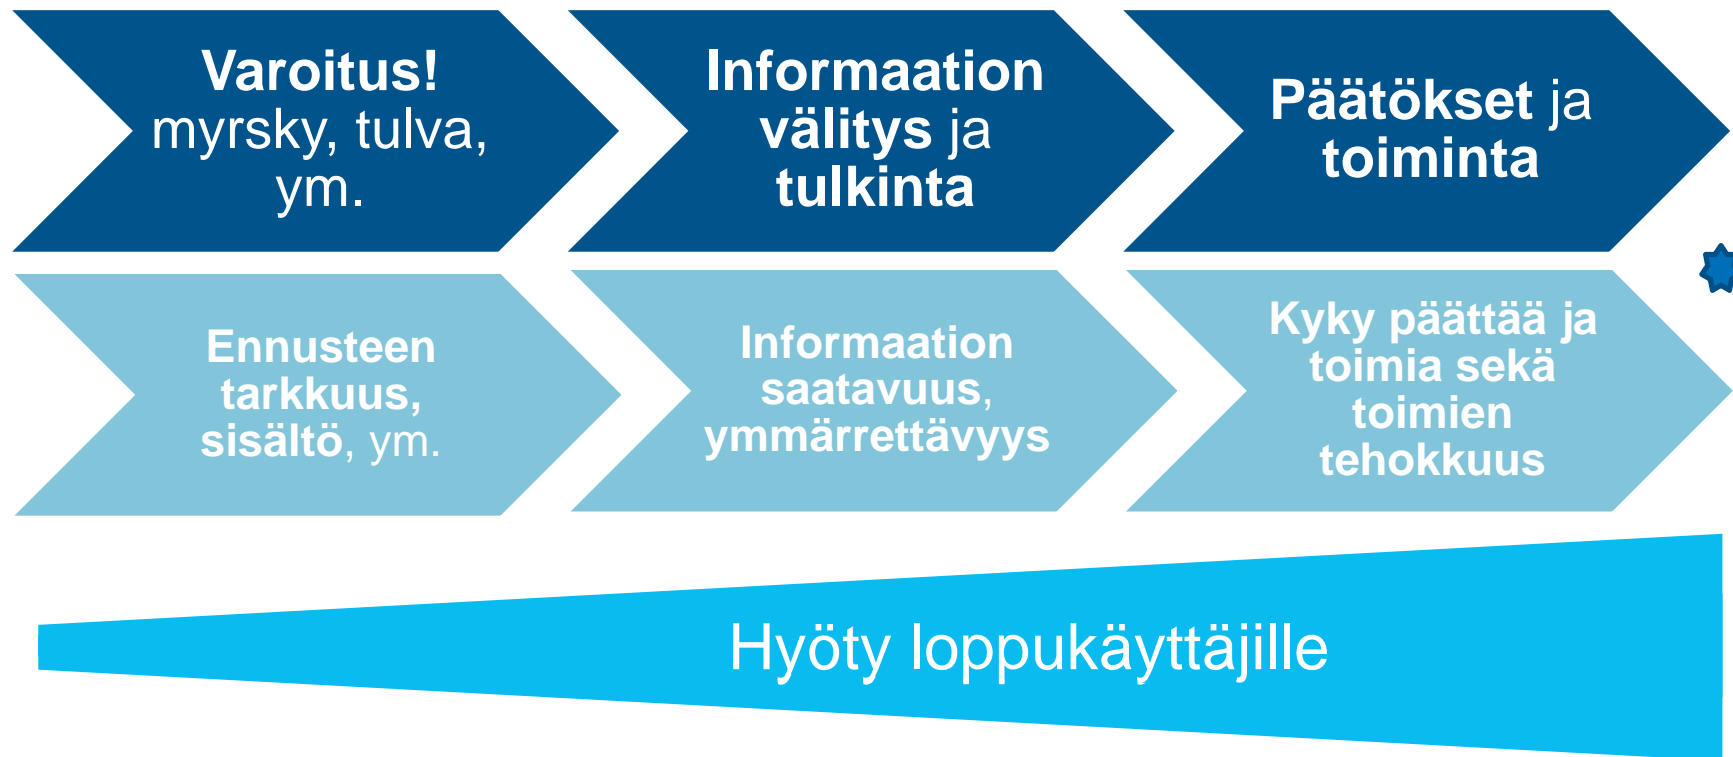 Varoitus!
myrsky, tulva,
ym.
Informaation
välitys ja
tulkinta
Päätökset ja
toiminta
Ennusteen
tarkkuus,
sisältö, ym.
Informaation
saatavuus,
ymmärrettävyys
Kyky päättää ja
toimia sekä
toimien
tehokkuus
Hyöty loppukäyttäjille